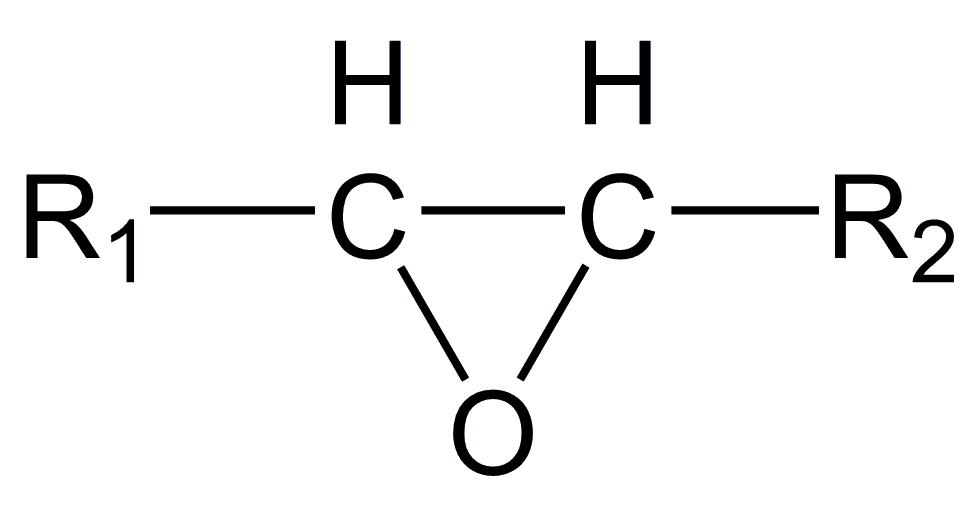 H H
R₁ C C R₂
O